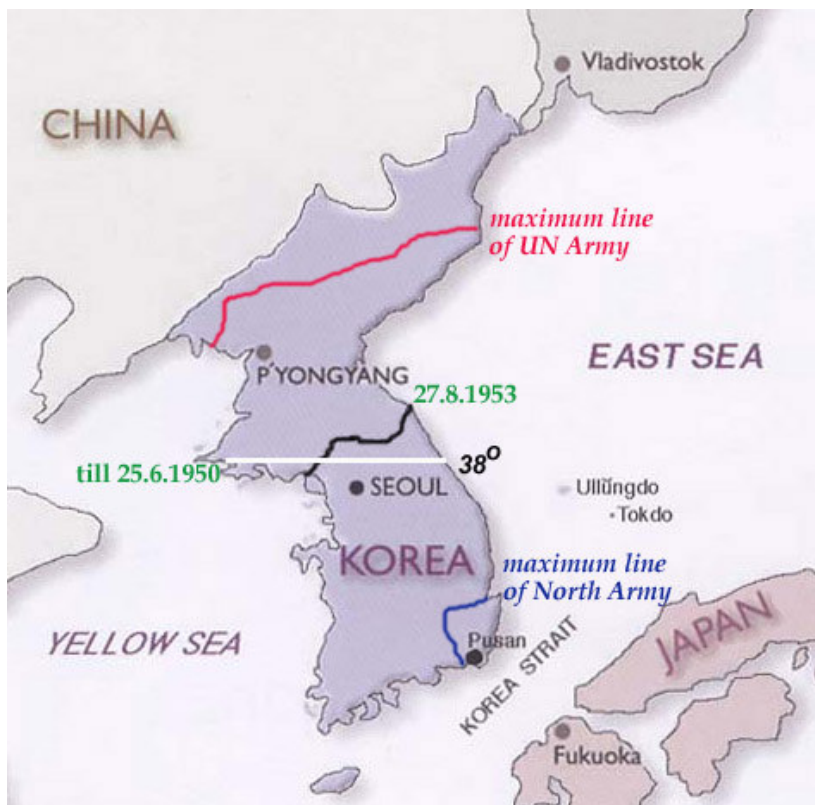 Vladivostok
CHINA
maximum line
of UN Army
EAST SEA
P'YONGYANG
27.8.1953
till 25.6.1950
38°
SEOUL
Ullŭngdo
Tokdo
KOREA
maximum line
of North Army
YELLOW SEA
Pusan
KOREA STRAIT
JAPAN
Fukuoka